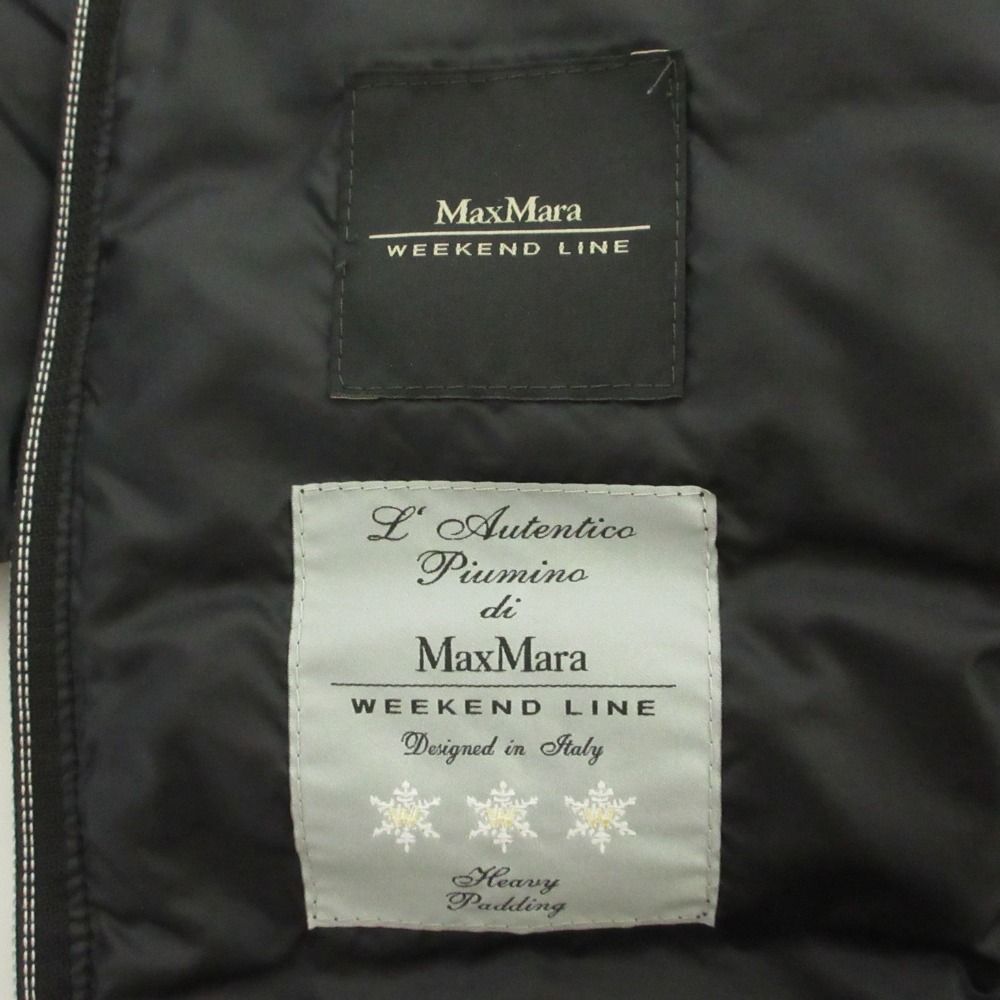 MaxMara
WEEKEND LINE
L' Autentico
Piumino
di
MaxMara
WEEKEND LINE
Designed in Italy
W W W
Heavy
Padding